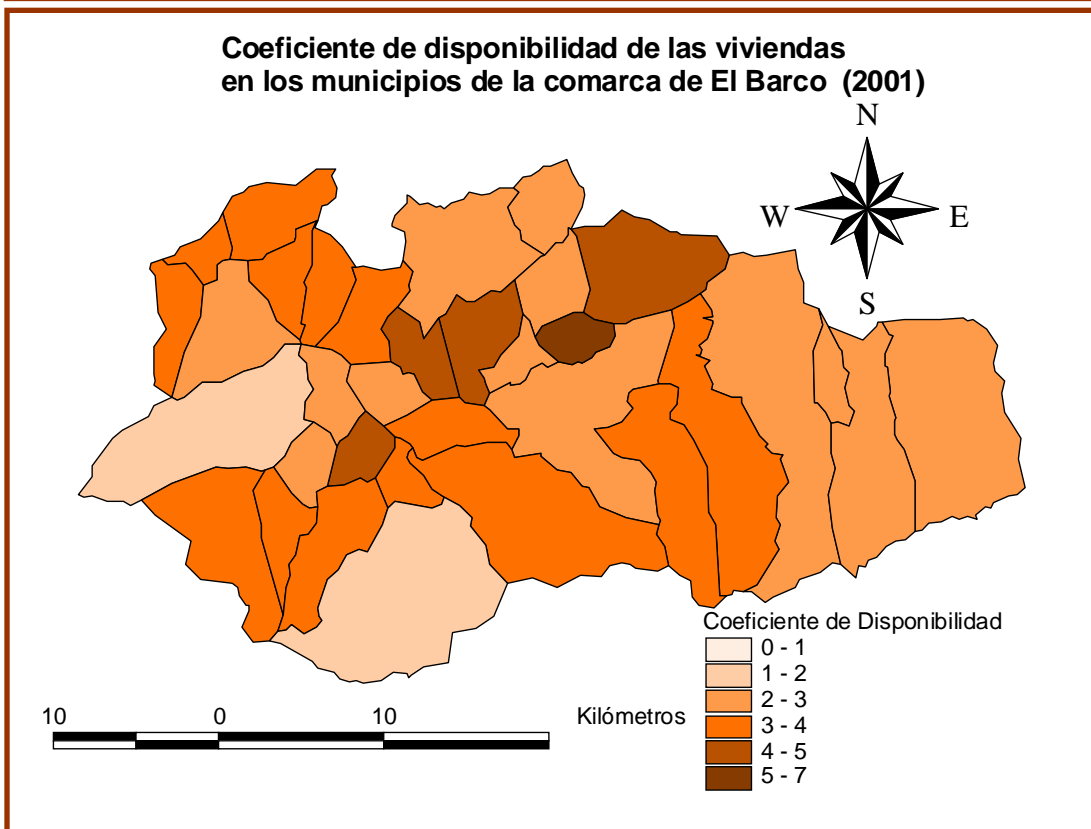 Coeficiente de disponibilidad de las viviendas
en los municipios de la comarca de El Barco (2001)
N
W E
S
Coeficiente de Disponibilidad
0 - 1
1 - 2
2 - 3
3 - 4
4 - 5
5 - 7
10 0 10 Kilómetros